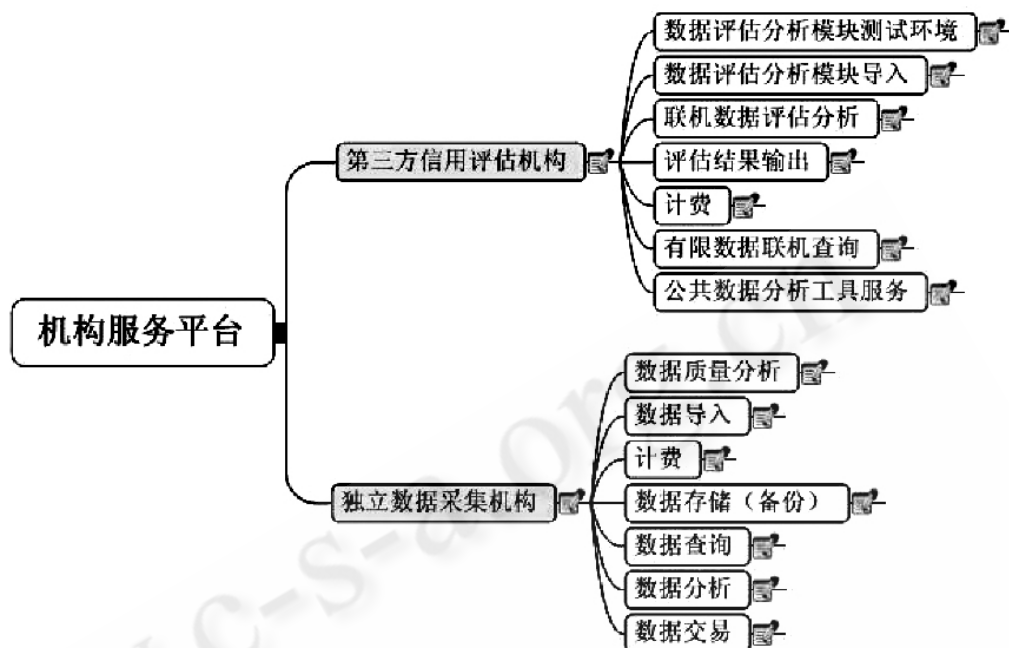 机构服务平台
第三方信用评估机构
数据评估分析模块测试环境
数据评估分析模块导入
联机数据评估分析
评估结果输出
计费
有限数据联机查询
公共数据分析工具服务
独立数据采集机构
数据质量分析
数据导入
计费
数据存储（备份）
数据查询
数据分析
数据交易